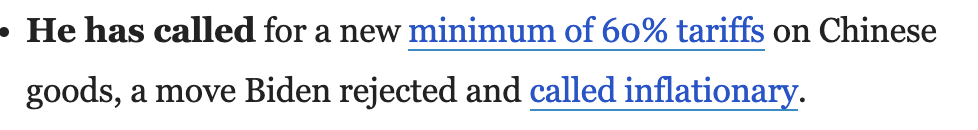 • He has called for a new minimum of 60% tariffs on Chinese
goods, a move Biden rejected and called inflationary.